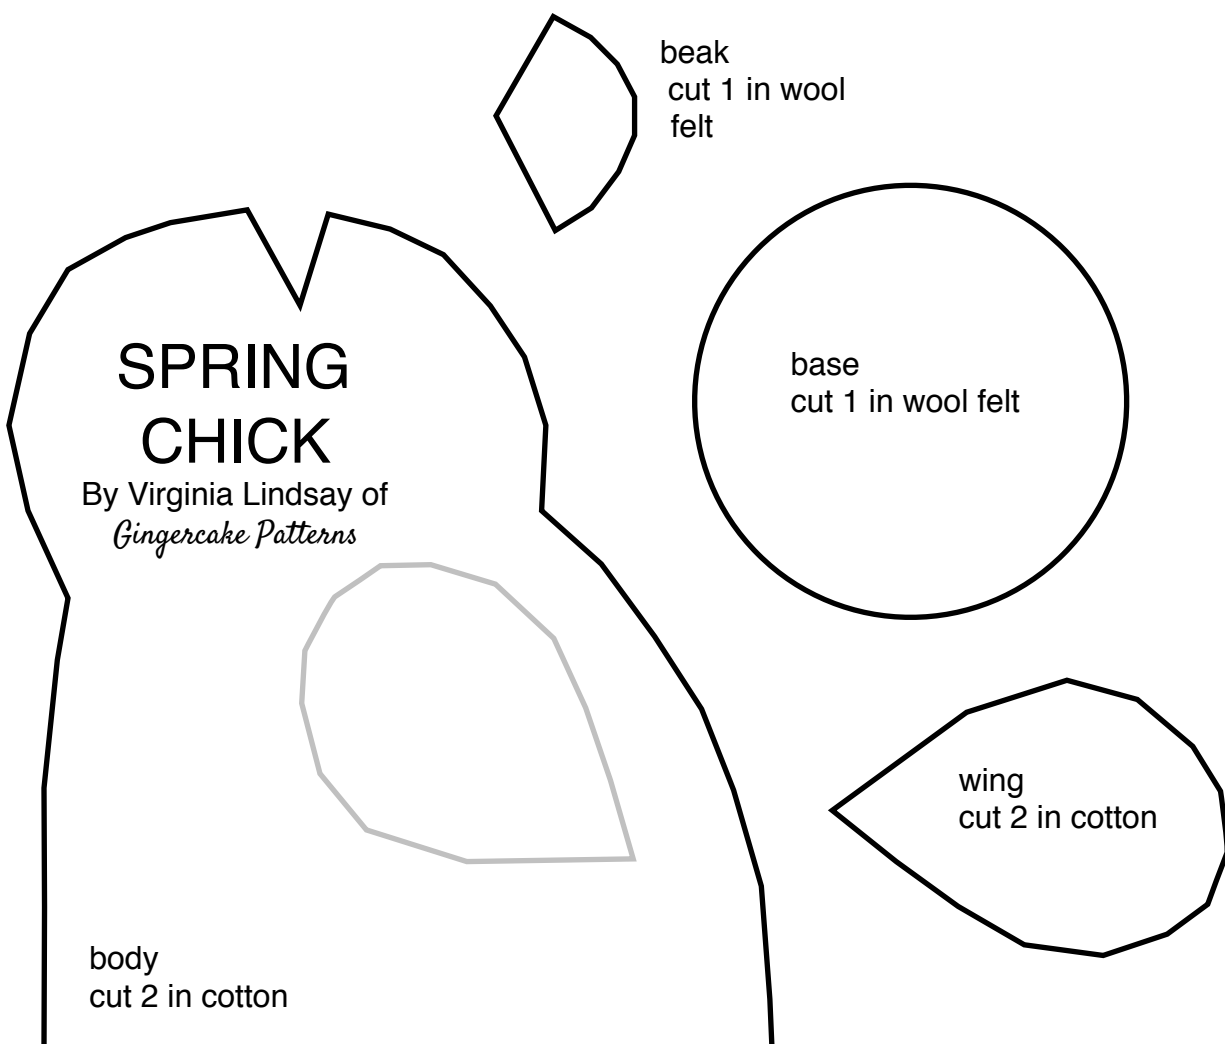 beak
cut 1 in wool
felt
SPRING
CHICK
By Virginia Lindsay of
Gingercake Patterns
base
cut 1 in wool felt
wing
cut 2 in cotton
body
cut 2 in cotton